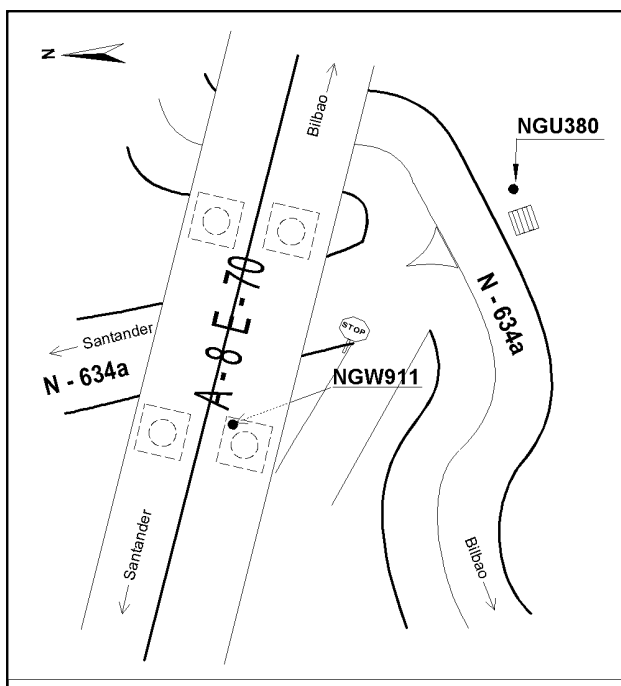 N
Bilbao
NGU380
A-8 E-70
STOP
Santander
N - 634a
N - 634a
NGW911
Santander
Bilbao